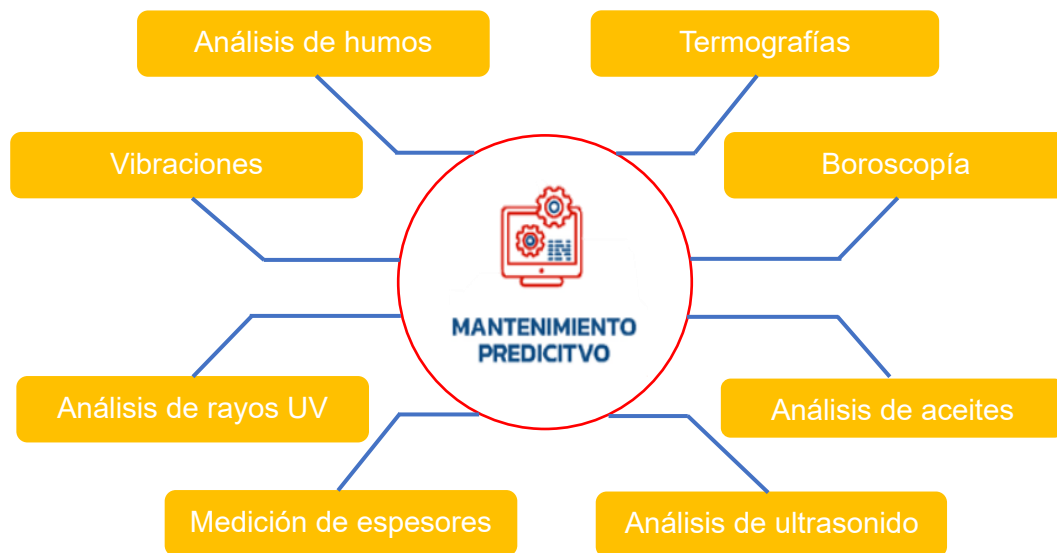 Análisis de humos
Termografías
Vibraciones
Boroscopía
IN
MANTENIMIENTO
PREDICITVO
Análisis de rayos UV
Análisis de aceites
Medición de espesores
Análisis de ultrasonido